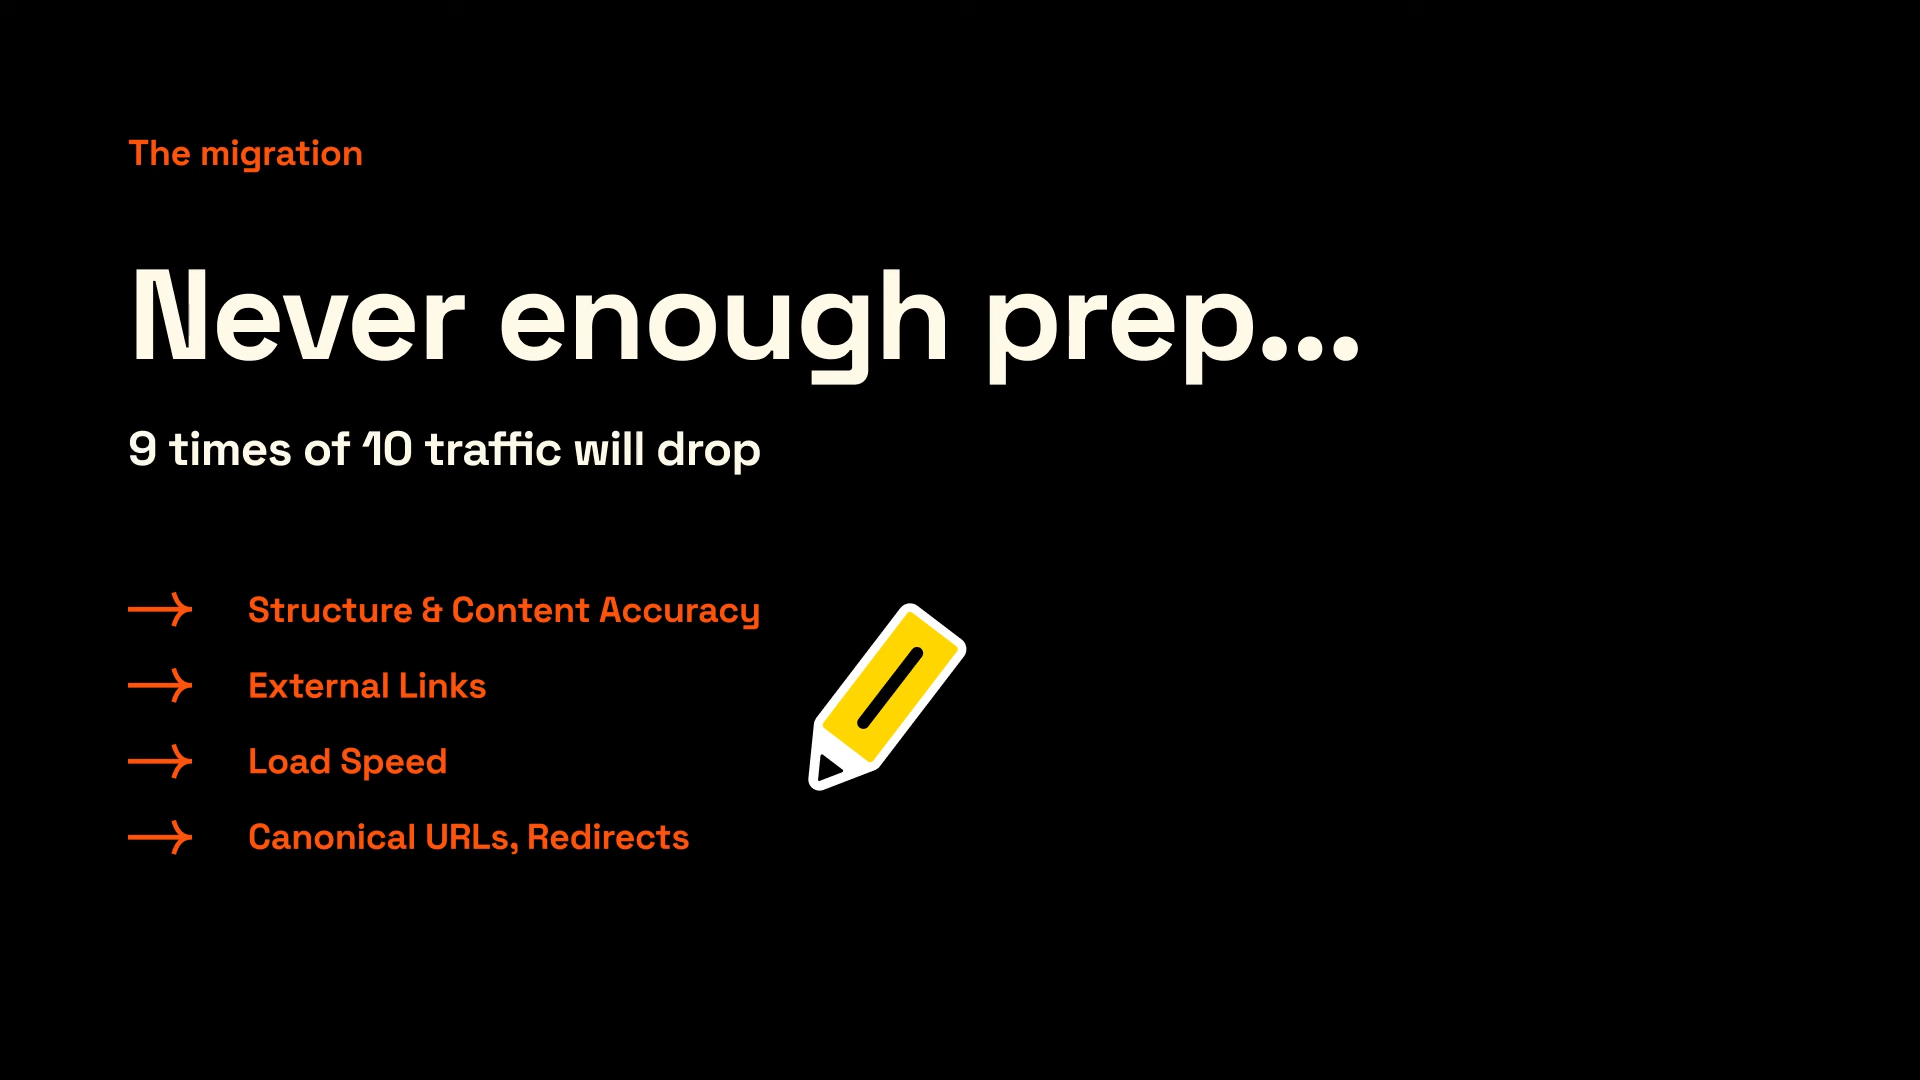 The migration
Never enough prep...
9 times of 10 traffic will drop
Structure & Content Accuracy
External Links
Load Speed
Canonical URLs, Redirects